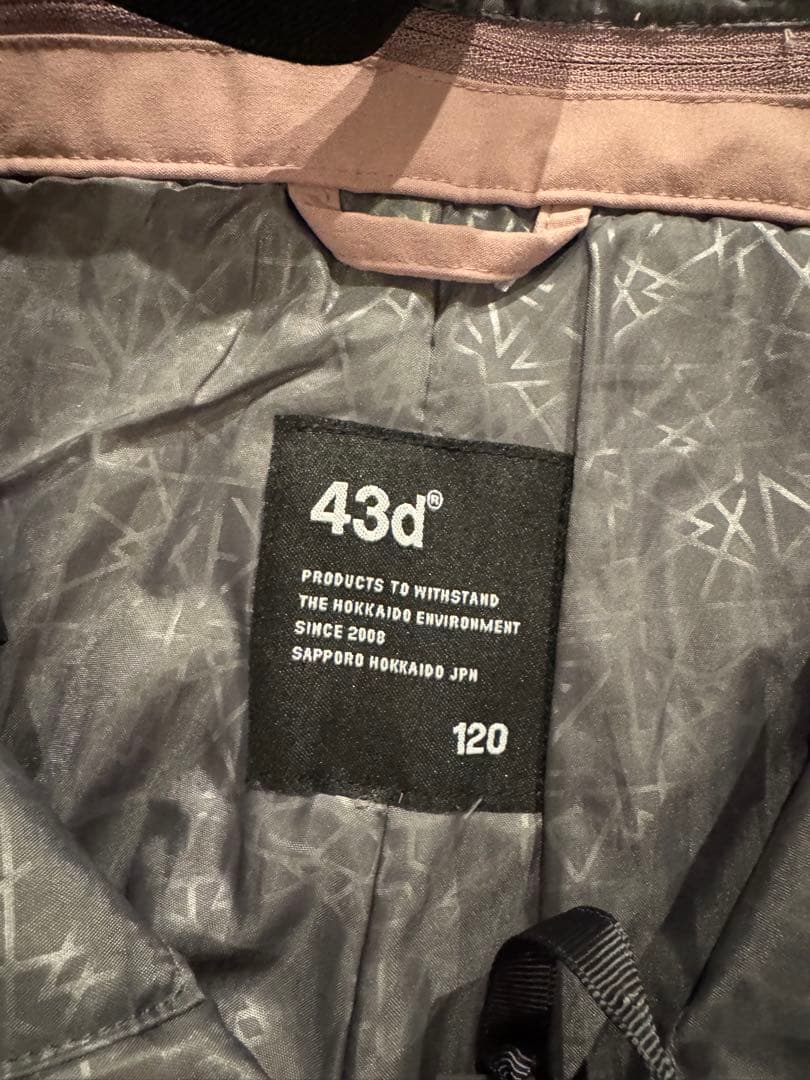 43d®
PRODUCTS TO WITHSTAND
THE HOKKAIDO ENVIRONMENT
SINCE 2008
SAPPORO HOKKAIDO JPN
120